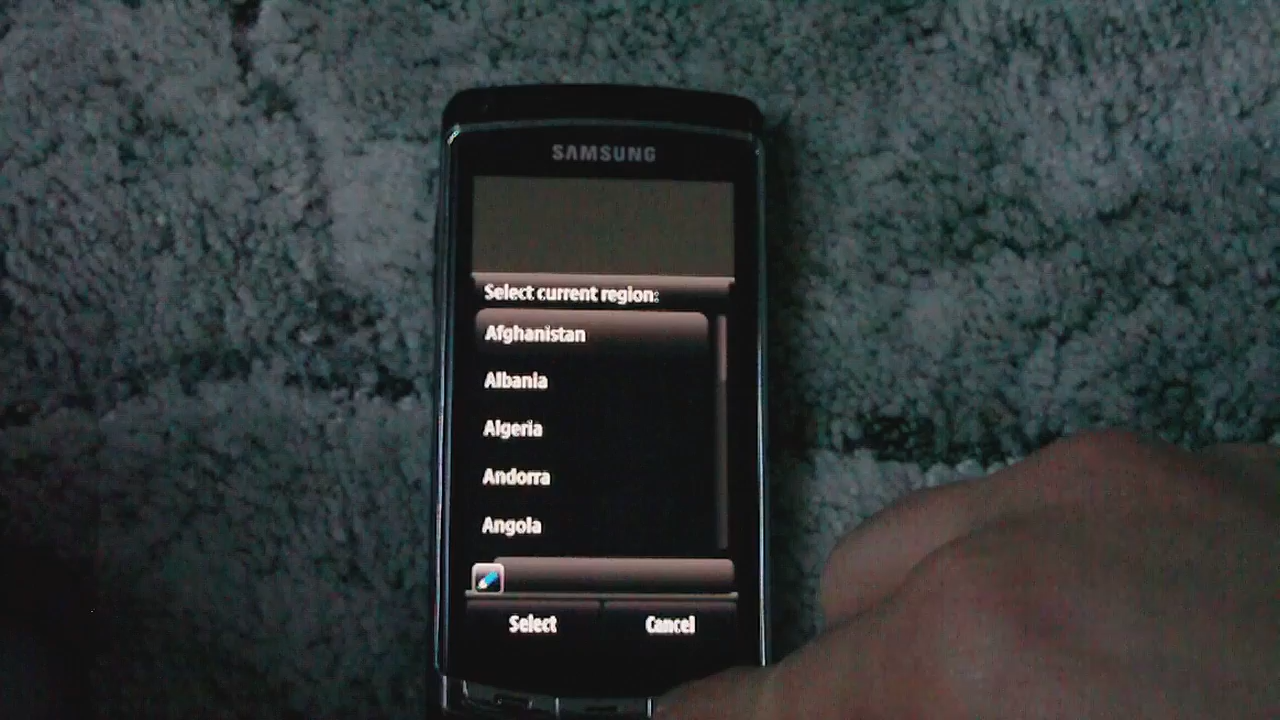 SAMSUNG
Select current region:
Afghanistan
Albania
Algeria
Andorra
Angola
Select Cancel